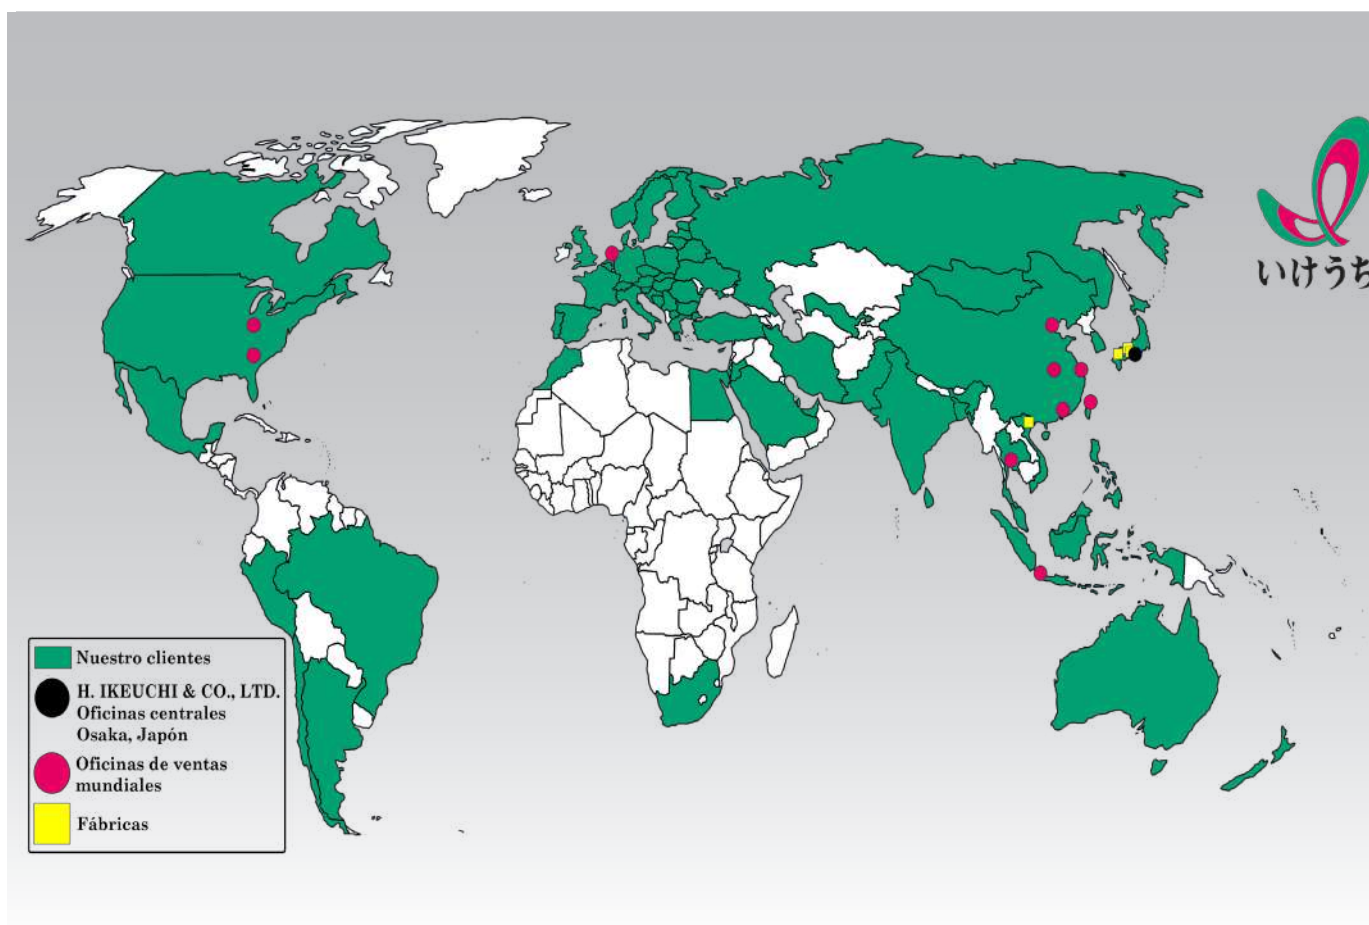 いけうち
Nuestro clientes
H. IKEUCHI & CO., LTD.
Oficinas centrales
Osaka, Japón
Oficinas de ventas
mundiales
Fábricas